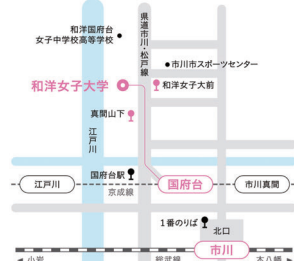 和洋国府台
女子中学校高等学校
県道市川・松戸線
市川市スポーツセンター
和洋女子大学
和洋女子大前
真間山下
江戸川
国府台駅
江戸川
京成線
国府台
市川真間
1番のりば
北口
市川
小岩
総武線
本八幡